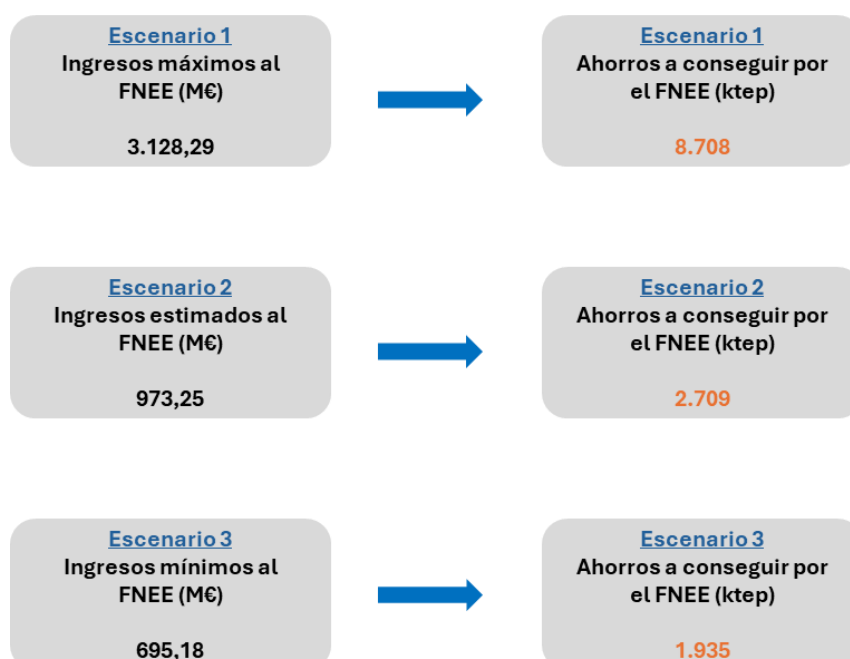 Escenario 1
Ingresos máximos al
FNEE (M€)
3.128,29
Escenario 1
Ahorros a conseguir por
el FNEE (ktep)
8.708
Escenario 2
Ingresos estimados al
FNEE (M€)
973,25
Escenario 2
Ahorros a conseguir por
el FNEE (ktep)
2.709
Escenario 3
Ingresos mínimos al
FNEE (M€)
695,18
Escenario 3
Ahorros a conseguir por
el FNEE (ktep)
1.935